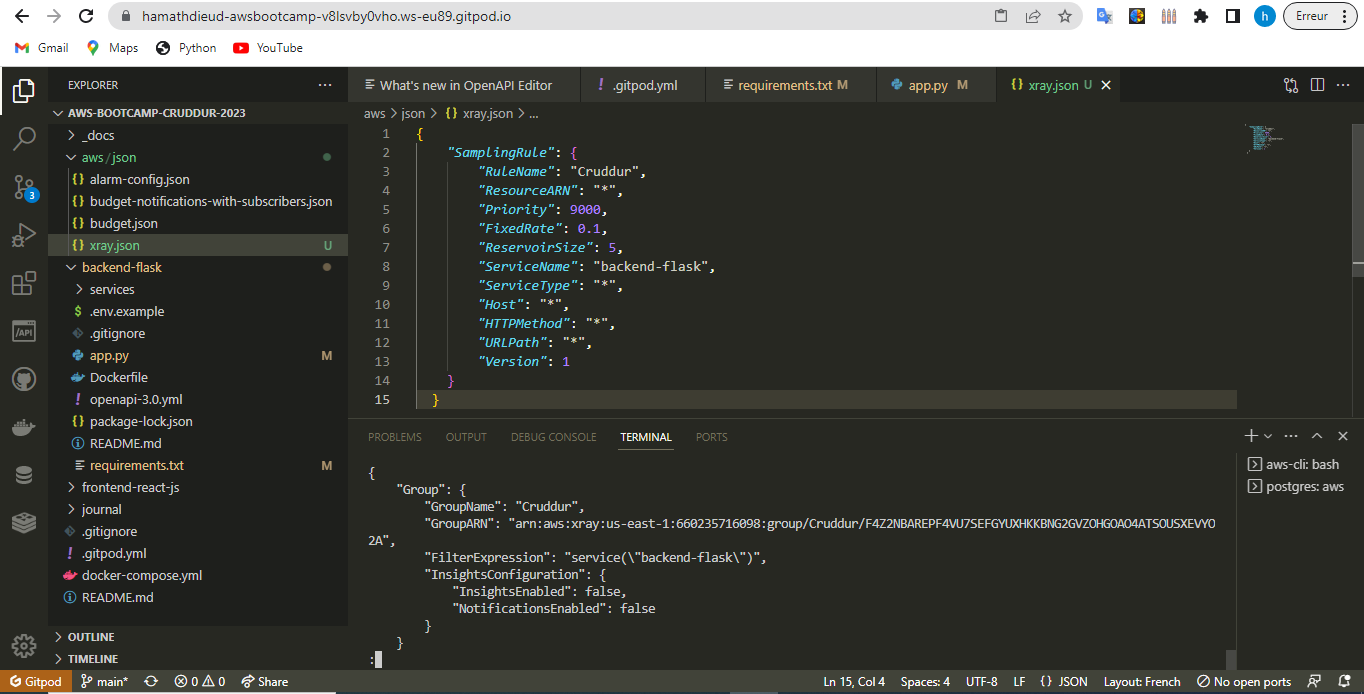 hamathdieud-awsbootcamp-v8lsvby0vho.ws-eu89.gitpod.io
h
Erreur
Gmail
Maps
Python
YouTube
EXPLORER
What's new in OpenAPI Editor
! .gitpod.yml
requirements.txt M
app.py M
{} xray.json U
AWS-BOOTCAMP-CRUDDUR-2023
_docs
aws / json
{} alarm-config.json
{} budget-notifications-with-subscribers.json
{} budget.json
{} xray.json U
backend-flask
services
$ .env.example
.gitignore
app.py M
Dockerfile
! openapi-3.0.yml
{} package-lock.json
README.md
requirements.txt M
frontend-react-js
journal
.gitignore
! .gitpod.yml
docker-compose.yml
README.md
OUTLINE
TIMELINE
3
/API
aws > json > {} xray.json > ...
1 {
2 "SamplingRule": {
3 "RuleName": "Cruddur",
4 "ResourceARN": "*",
5 "Priority": 9000,
6 "FixedRate": 0.1,
7 "ReservoirSize": 5,
8 "ServiceName": "backend-flask",
9 "ServiceType": "*",
10 "Host": "*",
11 "HTTPMethod": "*",
12 "URLPath": "*",
13 "Version": 1
14 }
15 }
PROBLEMS
OUTPUT
DEBUG CONSOLE
TERMINAL
PORTS
{
"Group": {
"GroupName": "Cruddur",
"GroupARN": "arn:aws:xray:us-east-1:660235716098:group/Cruddur/F4Z2NBAREPF4VU7SEFGYUXHKKBNG2GVZOHGOAO4ATSOUSXEVYO
2A",
"FilterExpression": "service(\"backend-flask\")",
"InsightsConfiguration": {
"InsightsEnabled": false,
"NotificationsEnabled": false
}
}
:
aws-cli: bash
postgres: aws
Gitpod
main*
0
0
Share
Ln 15, Col 4
Spaces: 4
UTF-8
LF
{} JSON
Layout: French
No open ports